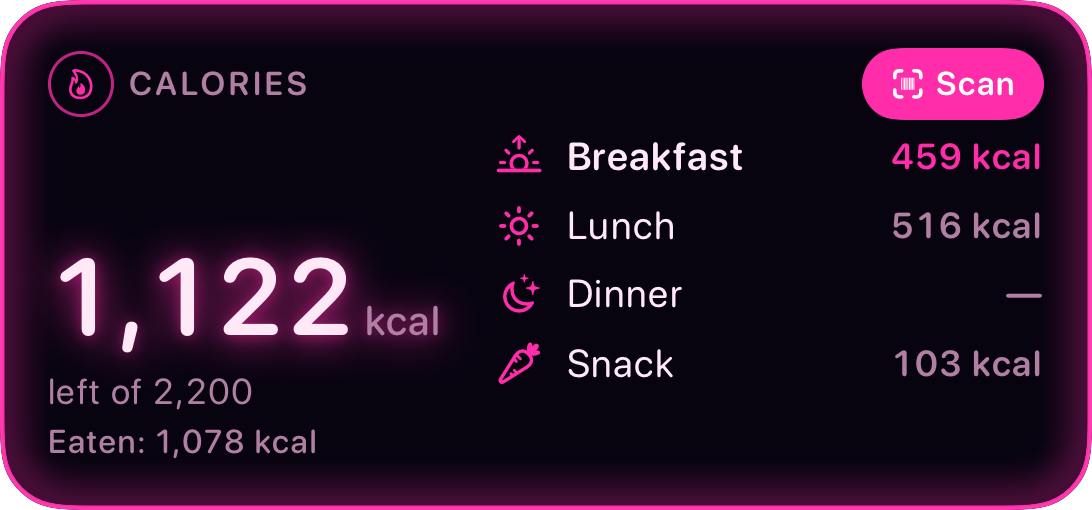 CALORIES
Scan
Breakfast 459 kcal
Lunch 516 kcal
Dinner —
Snack 103 kcal
1,122 kcal
left of 2,200
Eaten: 1,078 kcal